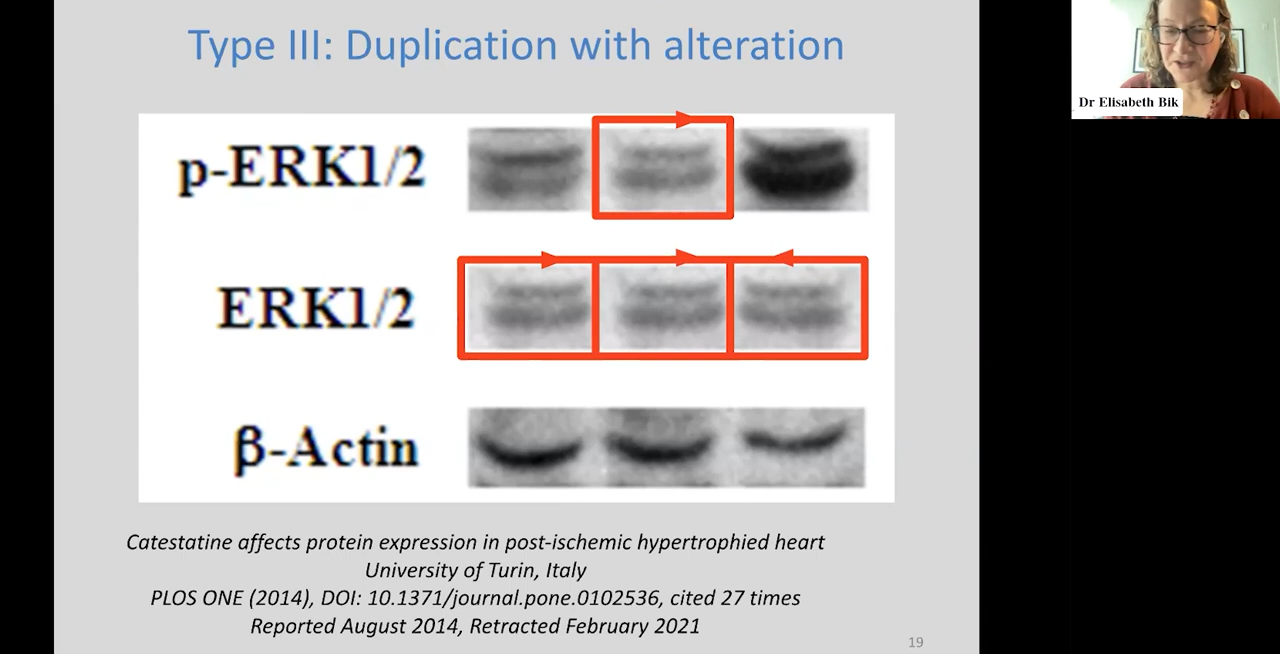 Type III: Duplication with alteration
Dr Elisabeth Bik
p-ERK1/2
ERK1/2
β-Actin
Catestatine affects protein expression in post-ischemic hypertrophied heart
University of Turin, Italy
PLOS ONE (2014), DOI: 10.1371/journal.pone.0102536, cited 27 times
Reported August 2014, Retracted February 2021
19